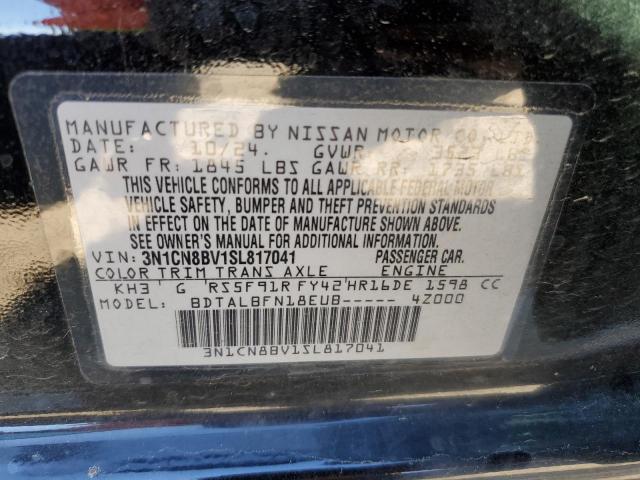 MANUFACTURED BY NISSAN MOTOR CO.
DATE: 10/24. GVWR
GAWR FR: 1845 LBS GAWR RR: 1735 LBS
THIS VEHICLE CONFORMS TO ALL APPLICABLE FEDERAL MOTOR
VEHICLE SAFETY, BUMPER AND THEFT PREVENTION STANDARDS
IN EFFECT ON THE DATE OF MANUFACTURE SHOWN ABOVE.
SEE OWNER'S MANUAL FOR ADDITIONAL INFORMATION.
VIN: 3N1CN8BV1SL817041 PASSENGER CAR.
COLOR TRIM TRANS AXLE ENGINE
KH3 G RS5F91R FY42 HR16DE 1598 CC
MODEL: BDTALBFN18EUB----- 4Z000
3N1CN8BV1SL817041